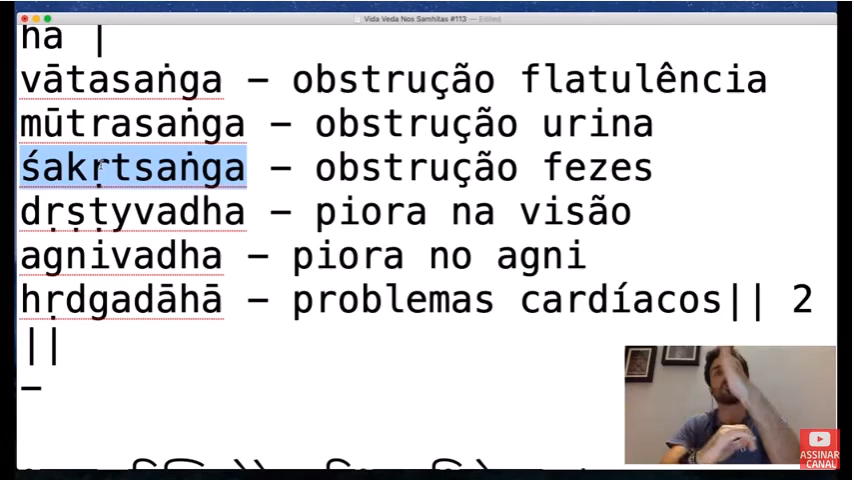 Vida Veda Nos Samhitas #113 — Edited
ha |
vātasaṅga – obstrução flatulência
mūtrasaṅga – obstrução urina
śakṛtsaṅga – obstrução fezes
dṛṣṭyvadha – piora na visão
agnivadha – piora no agni
hṛdgadāhā – problemas cardíacos|| 2
||
–
ASSINAR
CANAL